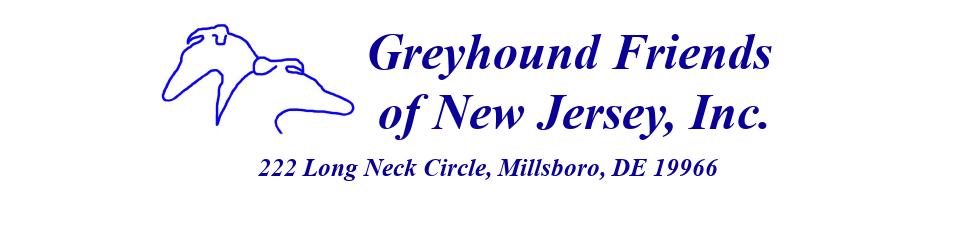 Greyhound Friends
of New Jersey, Inc.
222 Long Neck Circle, Millsboro, DE 19966